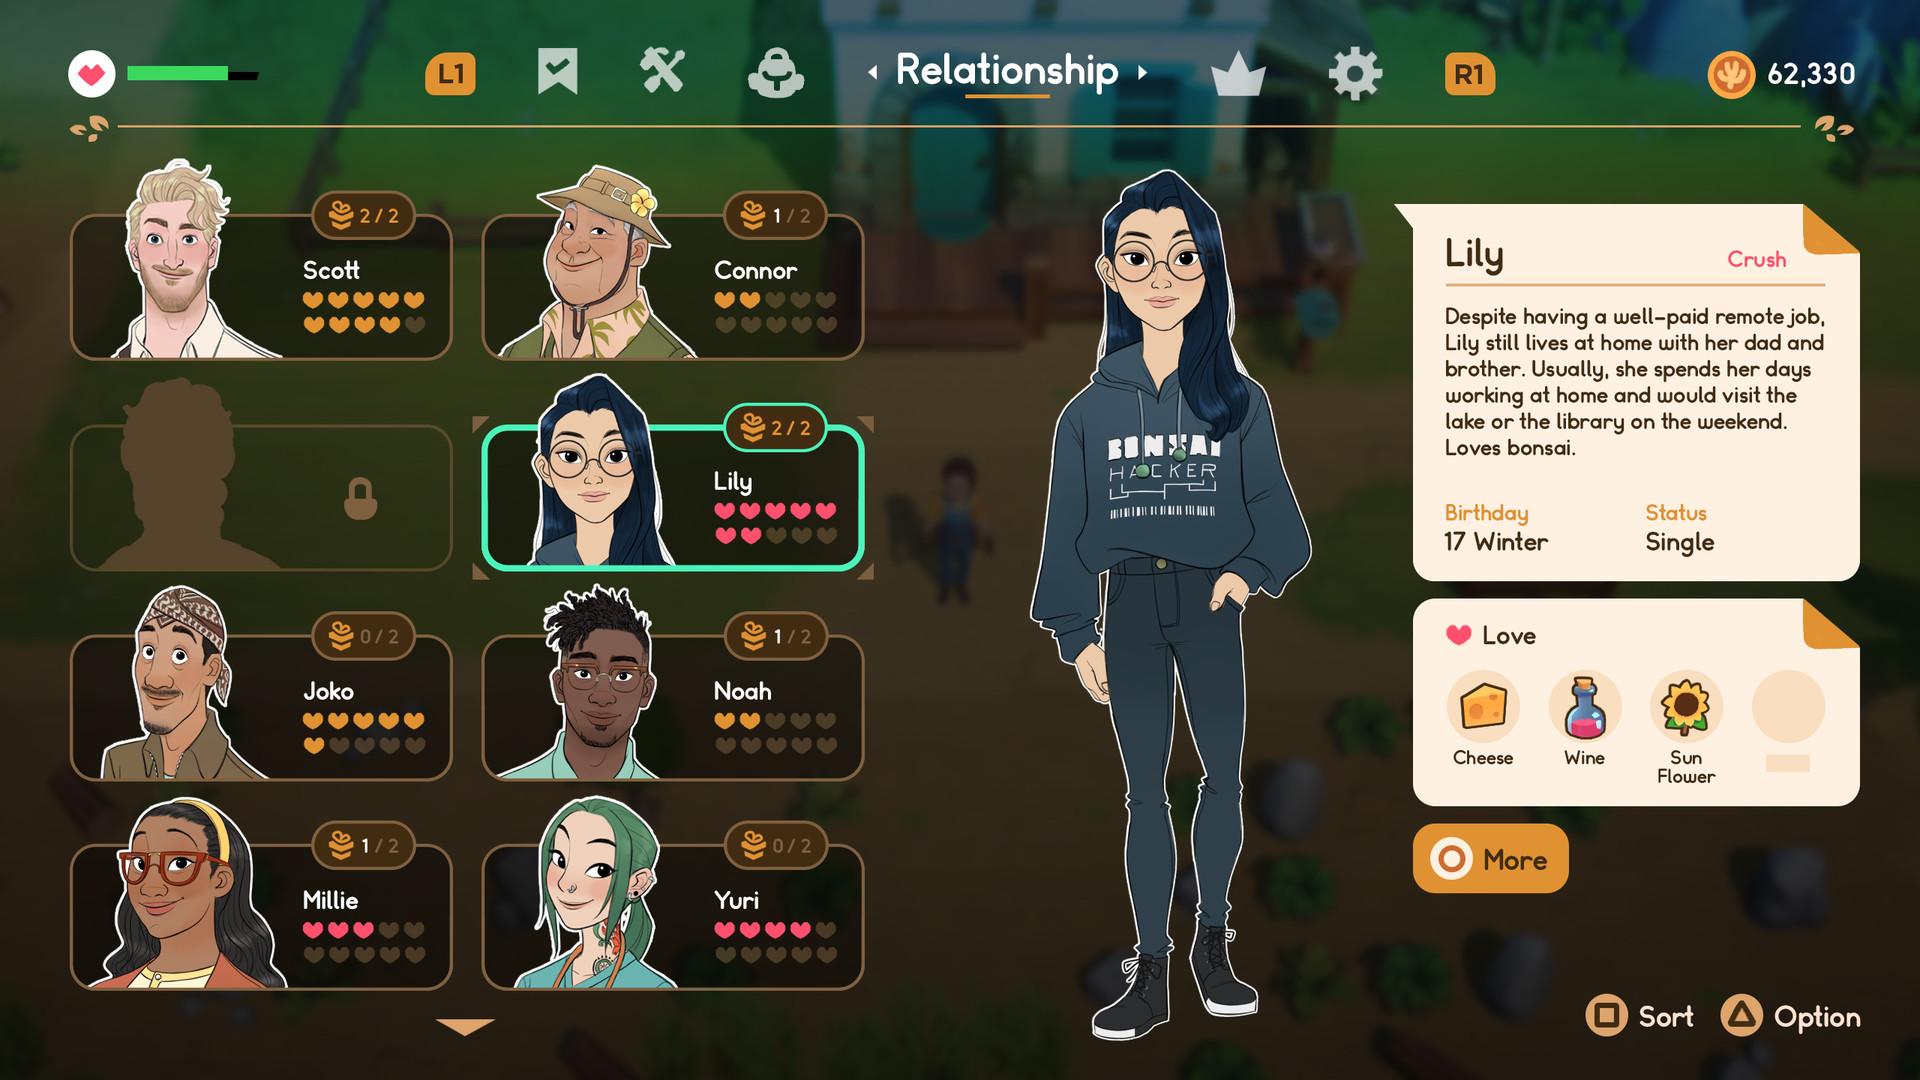 L1
Relationship
R1
62,330
2 / 2
Scott
1 / 2
Connor
2 / 2
Lily
0 / 2
Joko
1 / 2
Noah
1 / 2
Millie
0 / 2
Yuri
BONSAI
HACKER
Lily
Crush
Despite having a well-paid remote job,
Lily still lives at home with her dad and
brother. Usually, she spends her days
working at home and would visit the
lake or the library on the weekend.
Loves bonsai.
Birthday Status
17 Winter Single
Love
Cheese Wine Sun
Flower
More
Sort Option